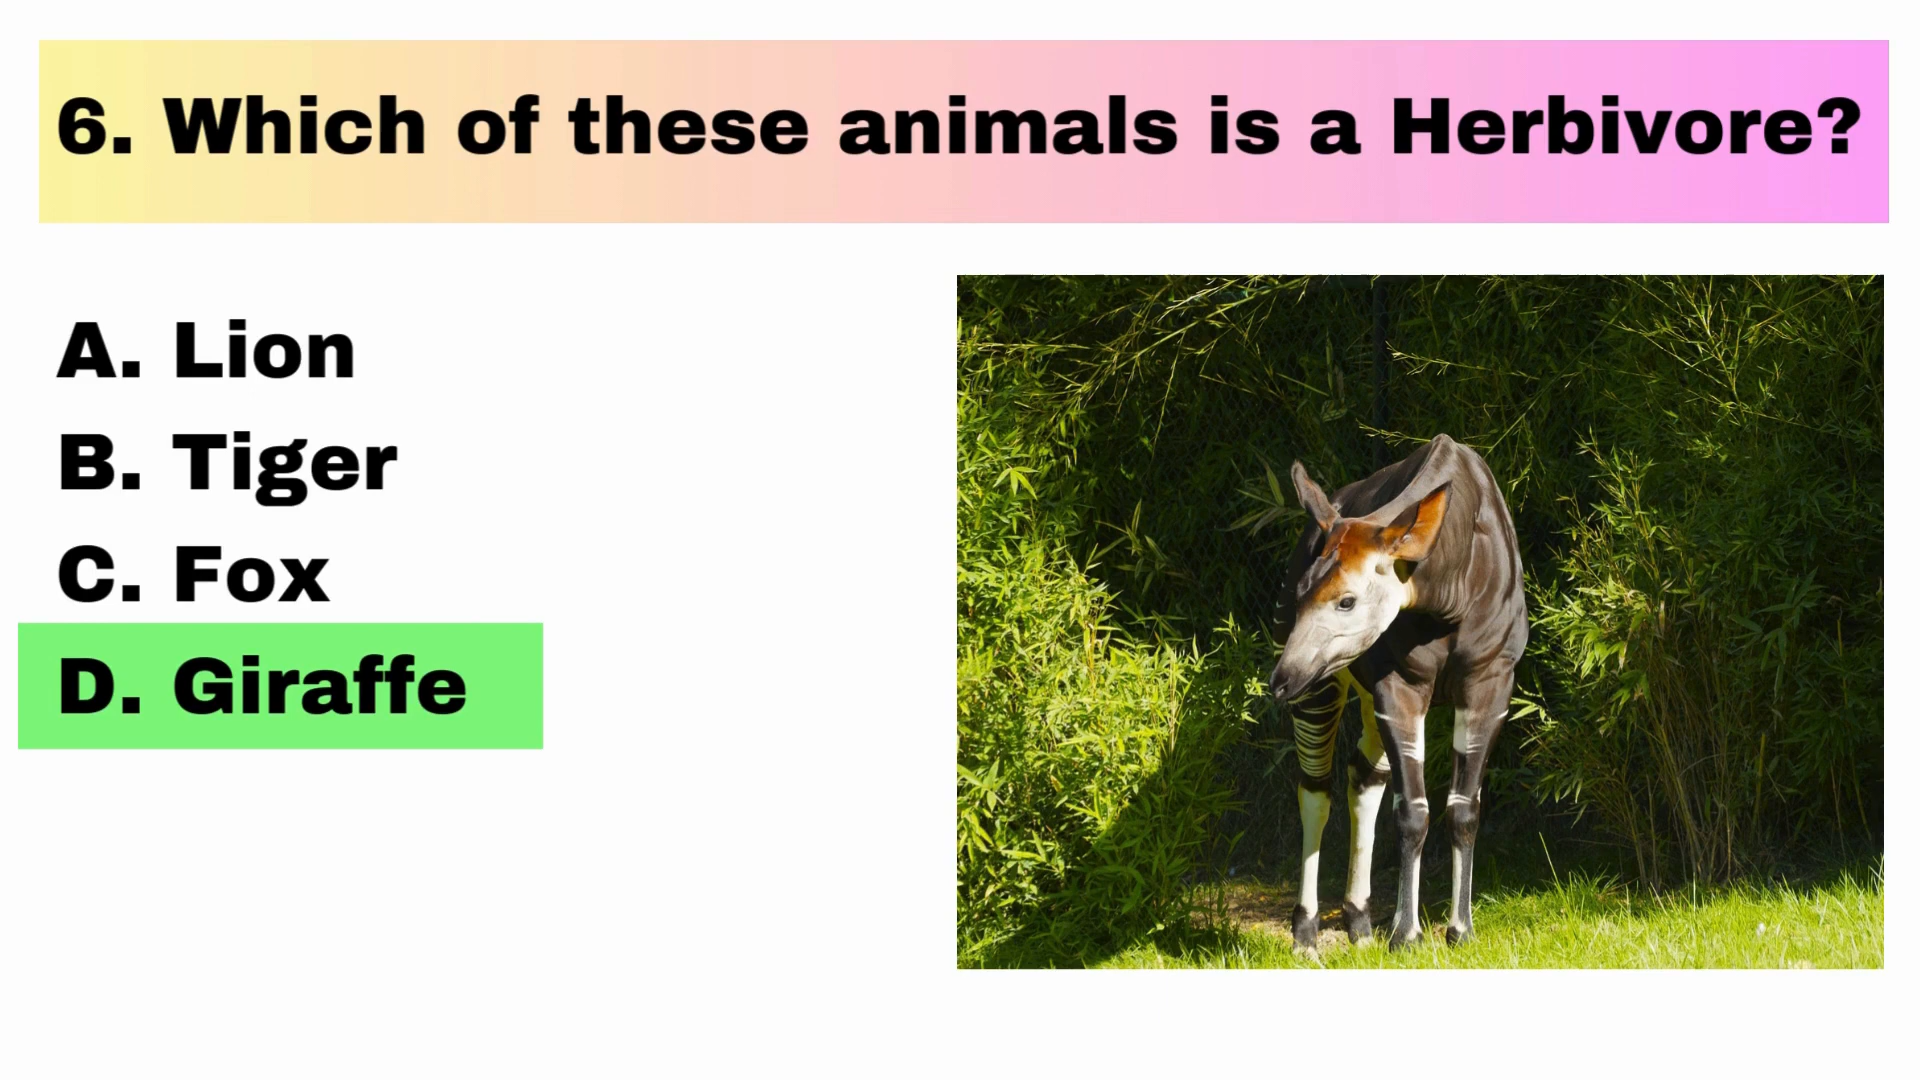 6. Which of these animals is a Herbivore?
A. Lion
B. Tiger
C. Fox
D. Giraffe